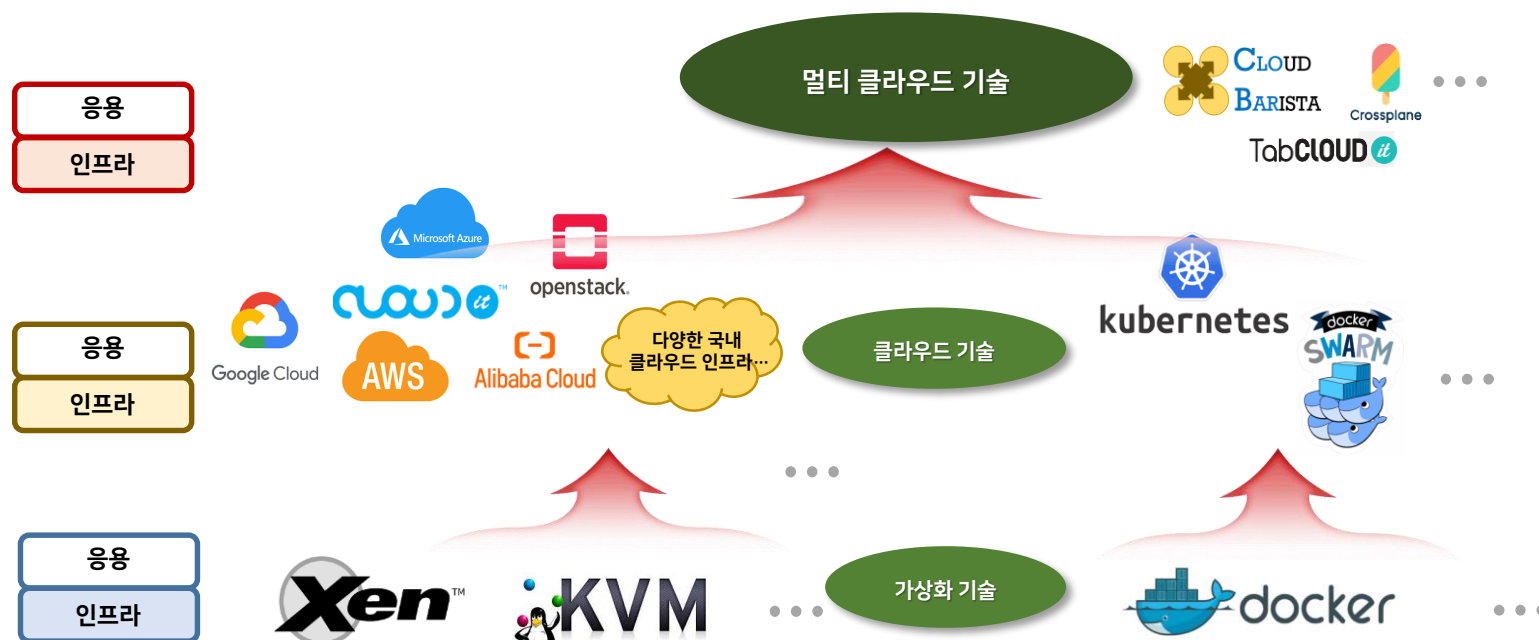 멀티 클라우드 기술
CLOUD
BARISTA
Crossplane
TabCLOUD it
응용
인프라
Microsoft Azure
openstack.
CLOUD it™
kubernetes
docker
SWARM
Google Cloud
AWS
Alibaba Cloud
다양한 국내
클라우드 인프라…
클라우드 기술
응용
인프라
응용
인프라
Xen™
KVM
가상화 기술
docker